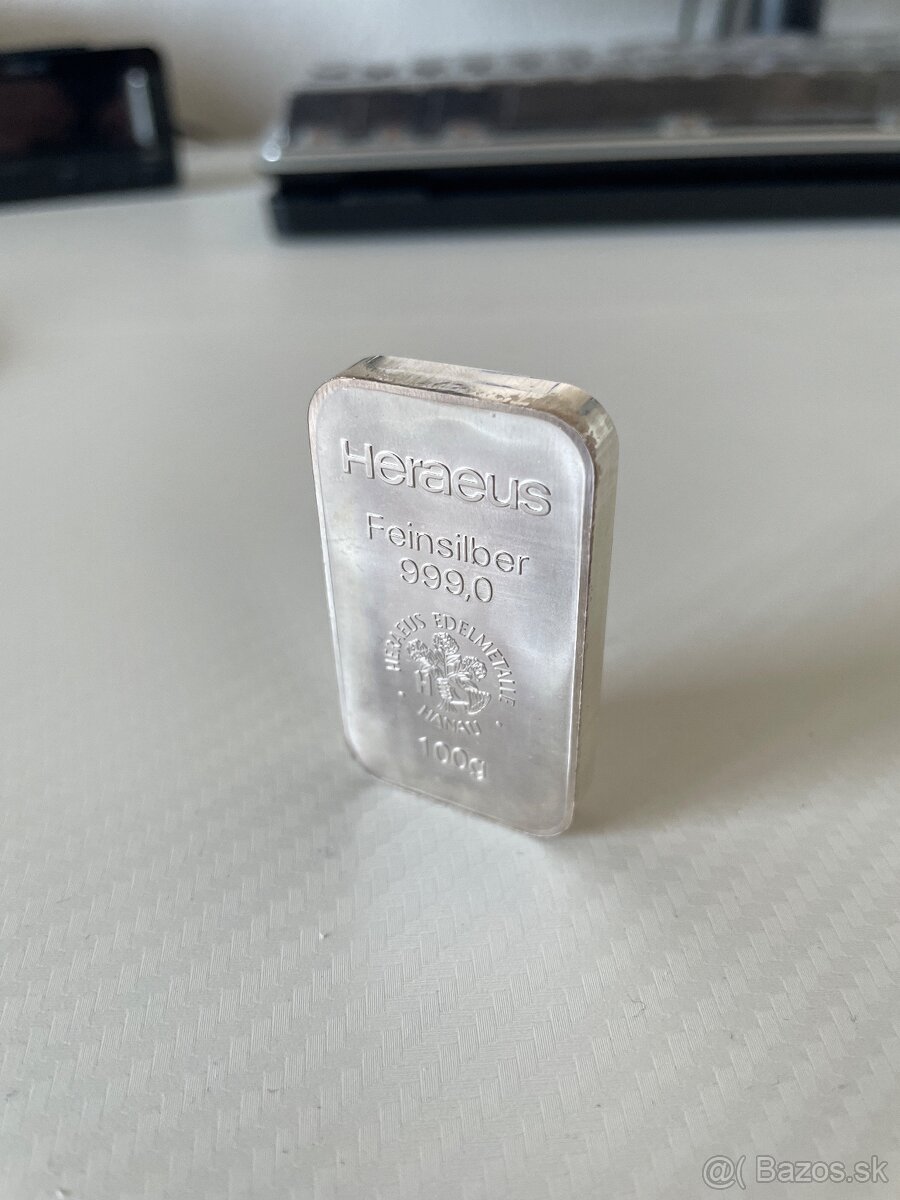 Heraeus
Feinsilber
999,0
HERAEUS EDELMETALLE
· HANAU ·
100g
@( Bazos.sk